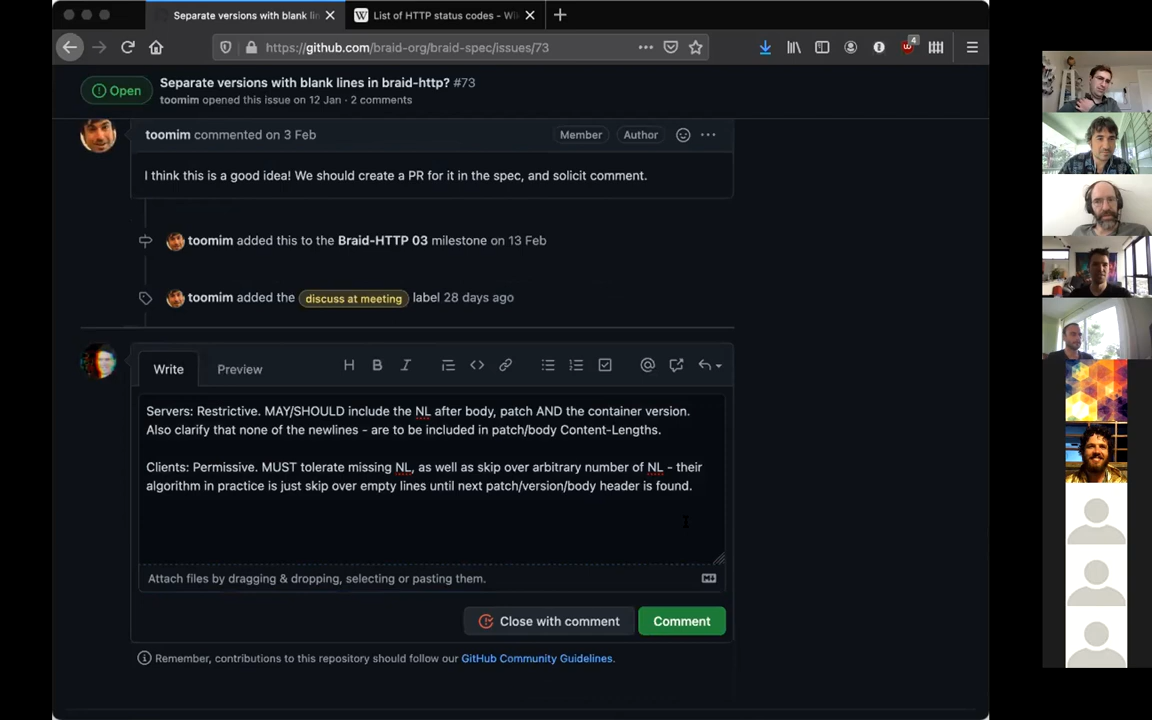 Separate versions with blank lin
List of HTTP status codes - Wi
https://github.com/braid-org/braid-spec/issues/73
4
Open
Separate versions with blank lines in braid-http? #73
toomim opened this issue on 12 Jan · 2 comments
toomim commented on 3 Feb
Member
Author
I think this is a good idea! We should create a PR for it in the spec, and solicit comment.
toomim added this to the Braid-HTTP 03 milestone on 13 Feb
toomim added the discuss at meeting label 28 days ago
Write
Preview
Servers: Restrictive. MAY/SHOULD include the NL after body, patch AND the container version.
Also clarify that none of the newlines - are to be included in patch/body Content-Lengths.
Clients: Permissive. MUST tolerate missing NL, as well as skip over arbitrary number of NL - their
algorithm in practice is just skip over empty lines until next patch/version/body header is found.
Attach files by dragging & dropping, selecting or pasting them.
Close with comment
Comment
Remember, contributions to this repository should follow our GitHub Community Guidelines.